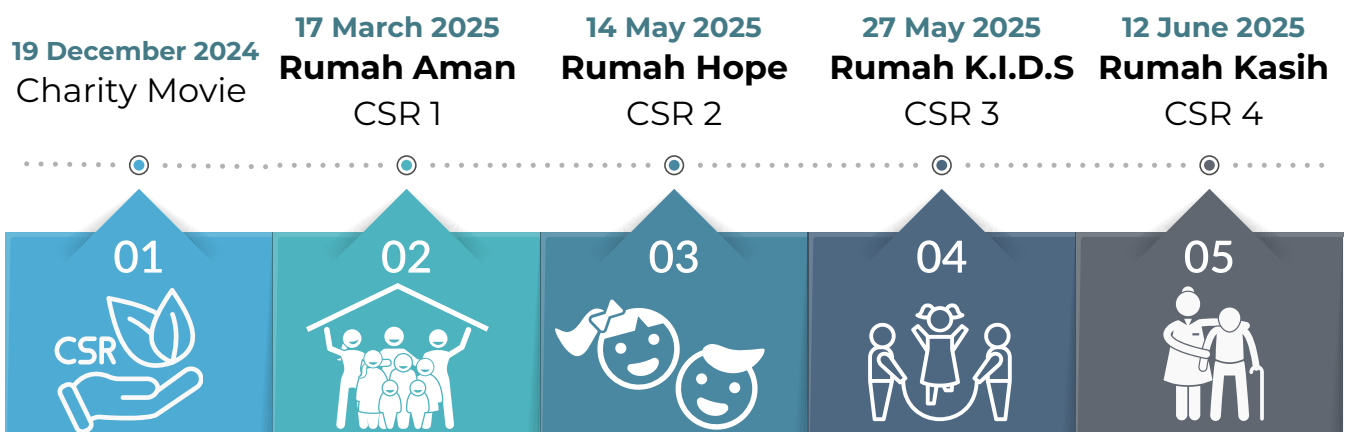 19 December 2024
Charity Movie
17 March 2025
Rumah Aman
CSR 1
14 May 2025
Rumah Hope
CSR 2
27 May 2025
Rumah K.I.D.S
CSR 3
12 June 2025
Rumah Kasih
CSR 4
01
CSR
02
03
04
05